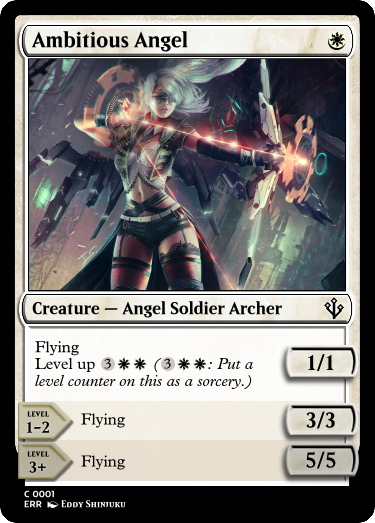 Ambitious Angel
Creature — Angel Soldier Archer
Flying
Level up 3 (3: Put a
level counter on this as a sorcery.)
1/1
LEVEL
1-2
Flying
3/3
LEVEL
3+
Flying
5/5
C 0001
ERR Eddy Shinjuku